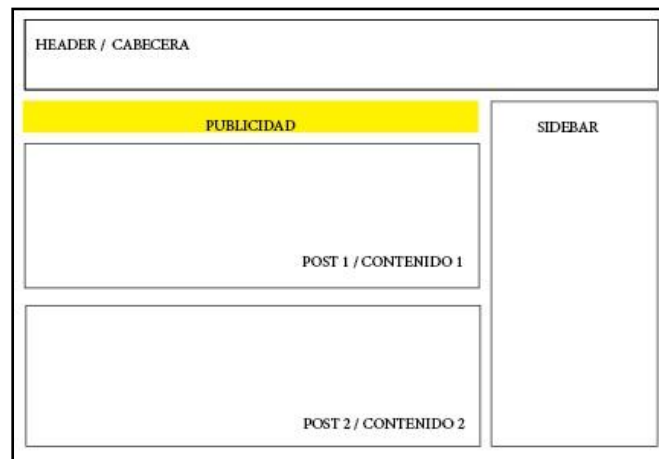 HEADER / CABECERA
PUBLICIDAD
SIDEBAR
POST 1 / CONTENIDO 1
POST 2 / CONTENIDO 2